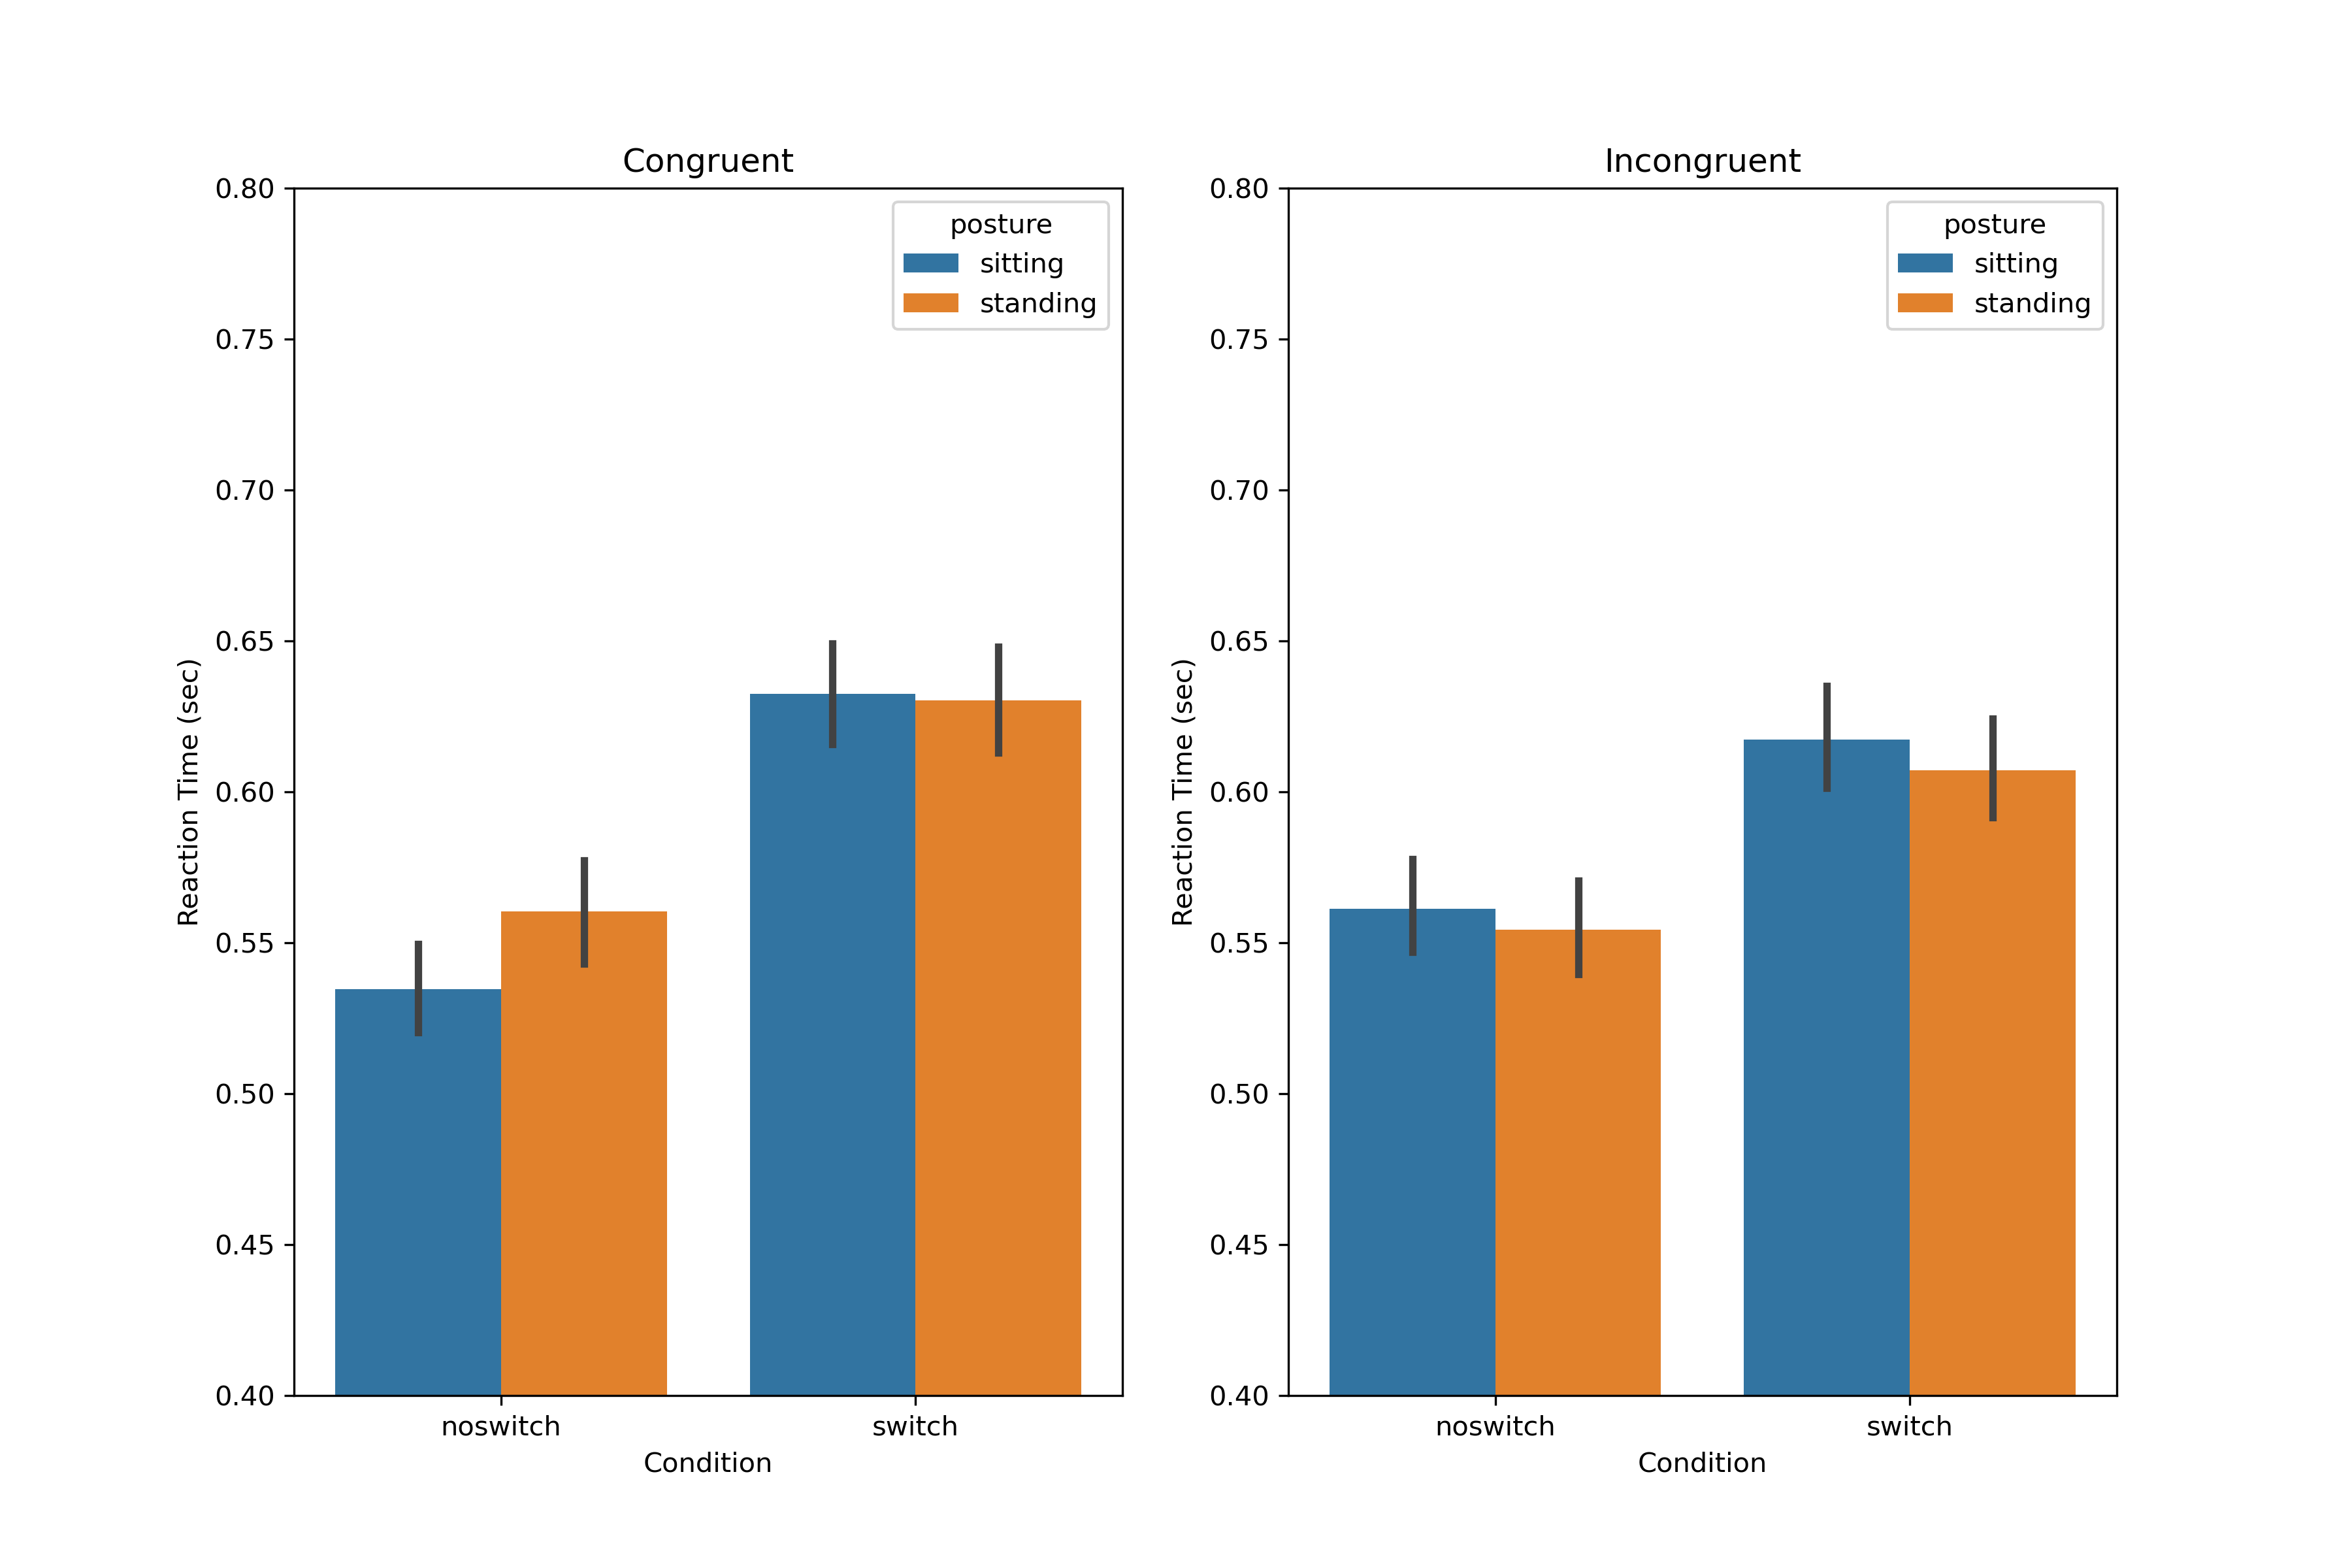 Congruent
0.80
0.75
0.70
0.65
0.60
0.55
0.50
0.45
0.40
Reaction Time (sec)
posture
sitting
standing
noswitch switch
Condition
Incongruent
0.80
0.75
0.70
0.65
0.60
0.55
0.50
0.45
0.40
Reaction Time (sec)
posture
sitting
standing
noswitch switch
Condition